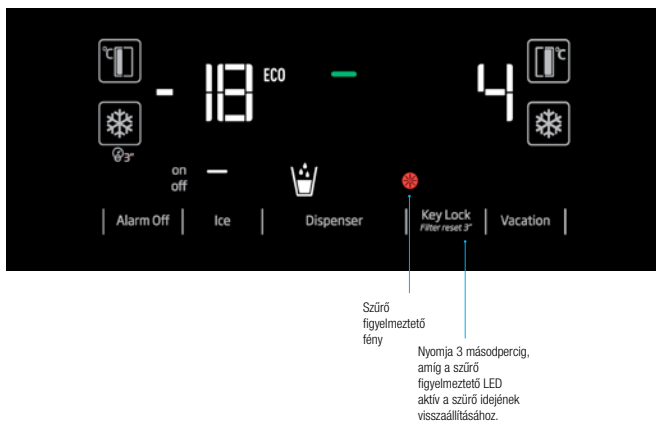 °C
°C
- 18 ECO
4
3"
on
off
Alarm Off
Ice
Dispenser
Key Lock
Filter reset 3"
Vacation
Szűrő
figyelmeztető
fény
Nyomja 3 másodpercig,
amíg a szűrő
figyelmeztető LED
aktív a szürő idejének
visszaállításához.